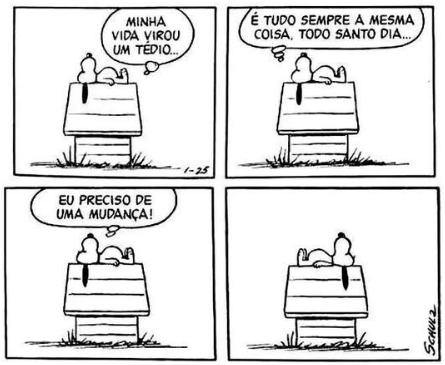 MINHA
VIDA VIROU
UM TÉDIO...
1-25
É TUDO SEMPRE A MESMA
COISA, TODO SANTO DIA...
EU PRECISO DE
UMA MUDANÇA!
SCHULZ